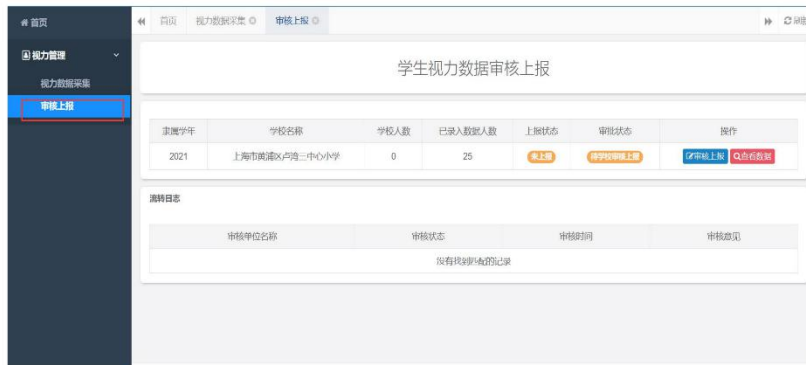 首页
首页 视力数据采集 审核上报 刷
视力管理
视力数据采集
审核上报
学生视力数据审核上报
隶属学年 学校名称 学校人数 已录入数据人数 上报状态 审批状态 操作
2021 上海市黄浦区卢湾三中心小学 0 25 未上报 待学校审核上报 审核上报 查看数据
流转日志
审核单位名称 审核状态 审核时间 审核意见
没有找到匹配的记录